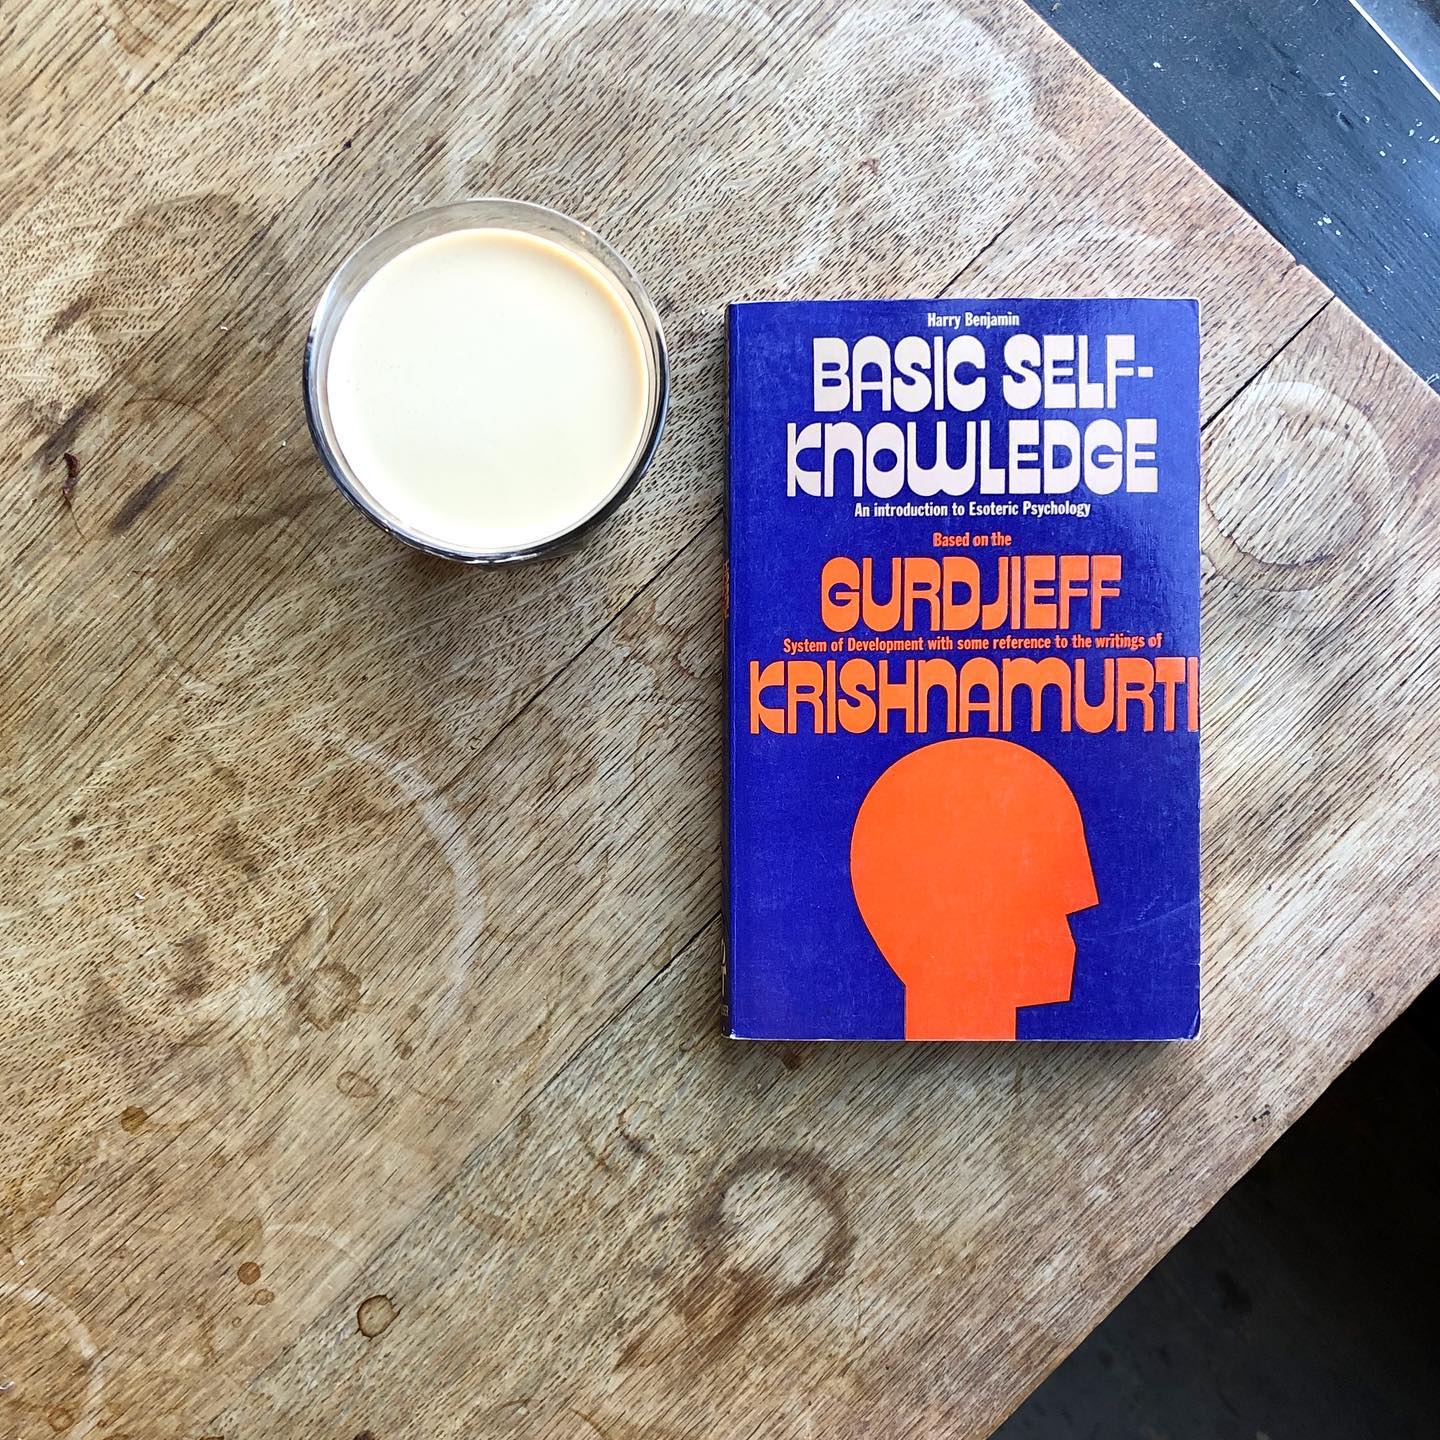 Harry Benjamin
BASIC SELF-
KNOWLEDGE
An introduction to Esoteric Psychology
Based on the
GURDJIEFF
System of Development with some reference to the writings of
KRISHNAMURTI